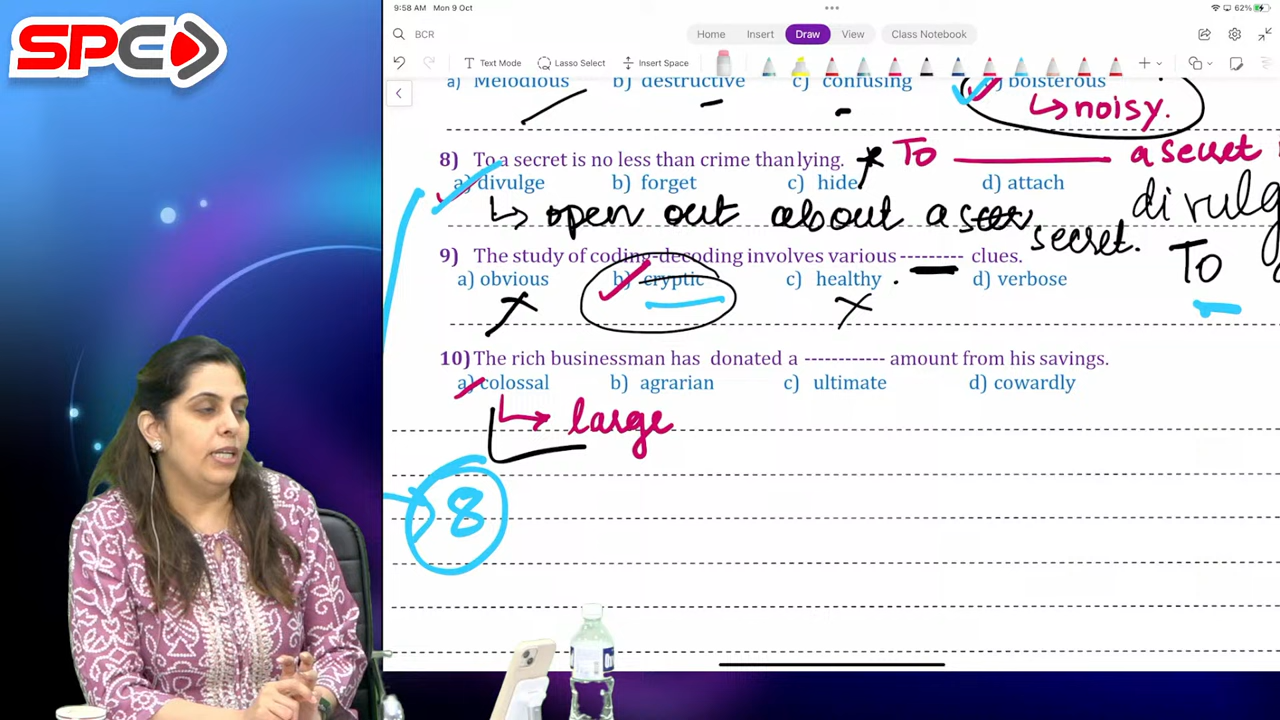 SPE
9:58 AM Mon 9 Oct
62%
BCR
Home Insert Draw View Class Notebook
Text Mode Lasso Select Insert Space
a) Melodious b) destructive c) confusing d) boisterous
↳ noisy.
8) To a secret is no less than crime than lying. To ________ a secret
a) divulge b) forget c) hide d) attach
↳ open out about a secret.
divulg
To
9) The study of coding-decoding involves various --------- clues.
a) obvious b) cryptic c) healthy d) verbose
10) The rich businessman has donated a ------------ amount from his savings.
a) colossal b) agrarian c) ultimate d) cowardly
↳ large
8